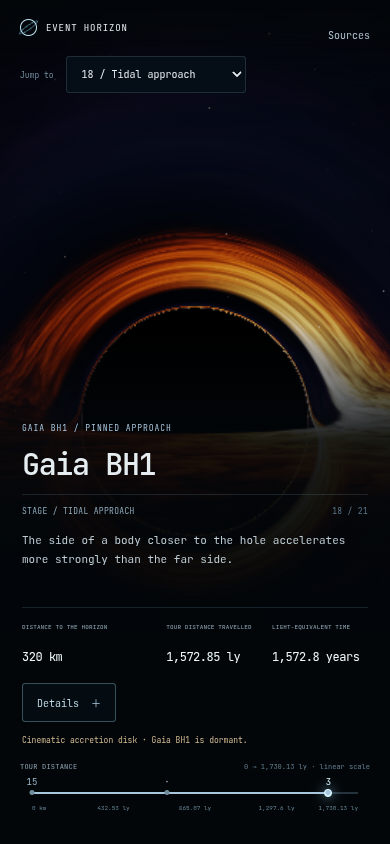 EVENT HORIZON
Sources
Jump to
18 / Tidal approach
GAIA BH1 / PINNED APPROACH
Gaia BH1
STAGE / TIDAL APPROACH
18 / 21
The side of a body closer to the hole accelerates
more strongly than the far side.
DISTANCE TO THE HORIZON
TOUR DISTANCE TRAVELLED
LIGHT-EQUIVALENT TIME
320 km
1,572.85 ly
1,572.8 years
Details +
Cinematic accretion disk · Gaia BH1 is dormant.
TOUR DISTANCE
0 → 1,730.13 ly · linear scale
15
·
3
0 km
432.53 ly
865.07 ly
1,297.6 ly
1,730.13 ly